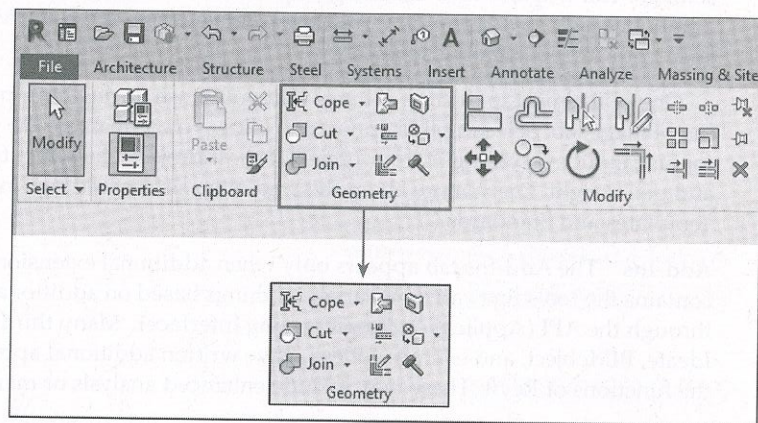 R A
File Architecture Structure Steel Systems Insert Annotate Analyze Massing & Site
Modify
Select
Properties
Paste
Clipboard
Cope
Cut
Join
Geometry
Modify
Cope
Cut
Join
Geometry